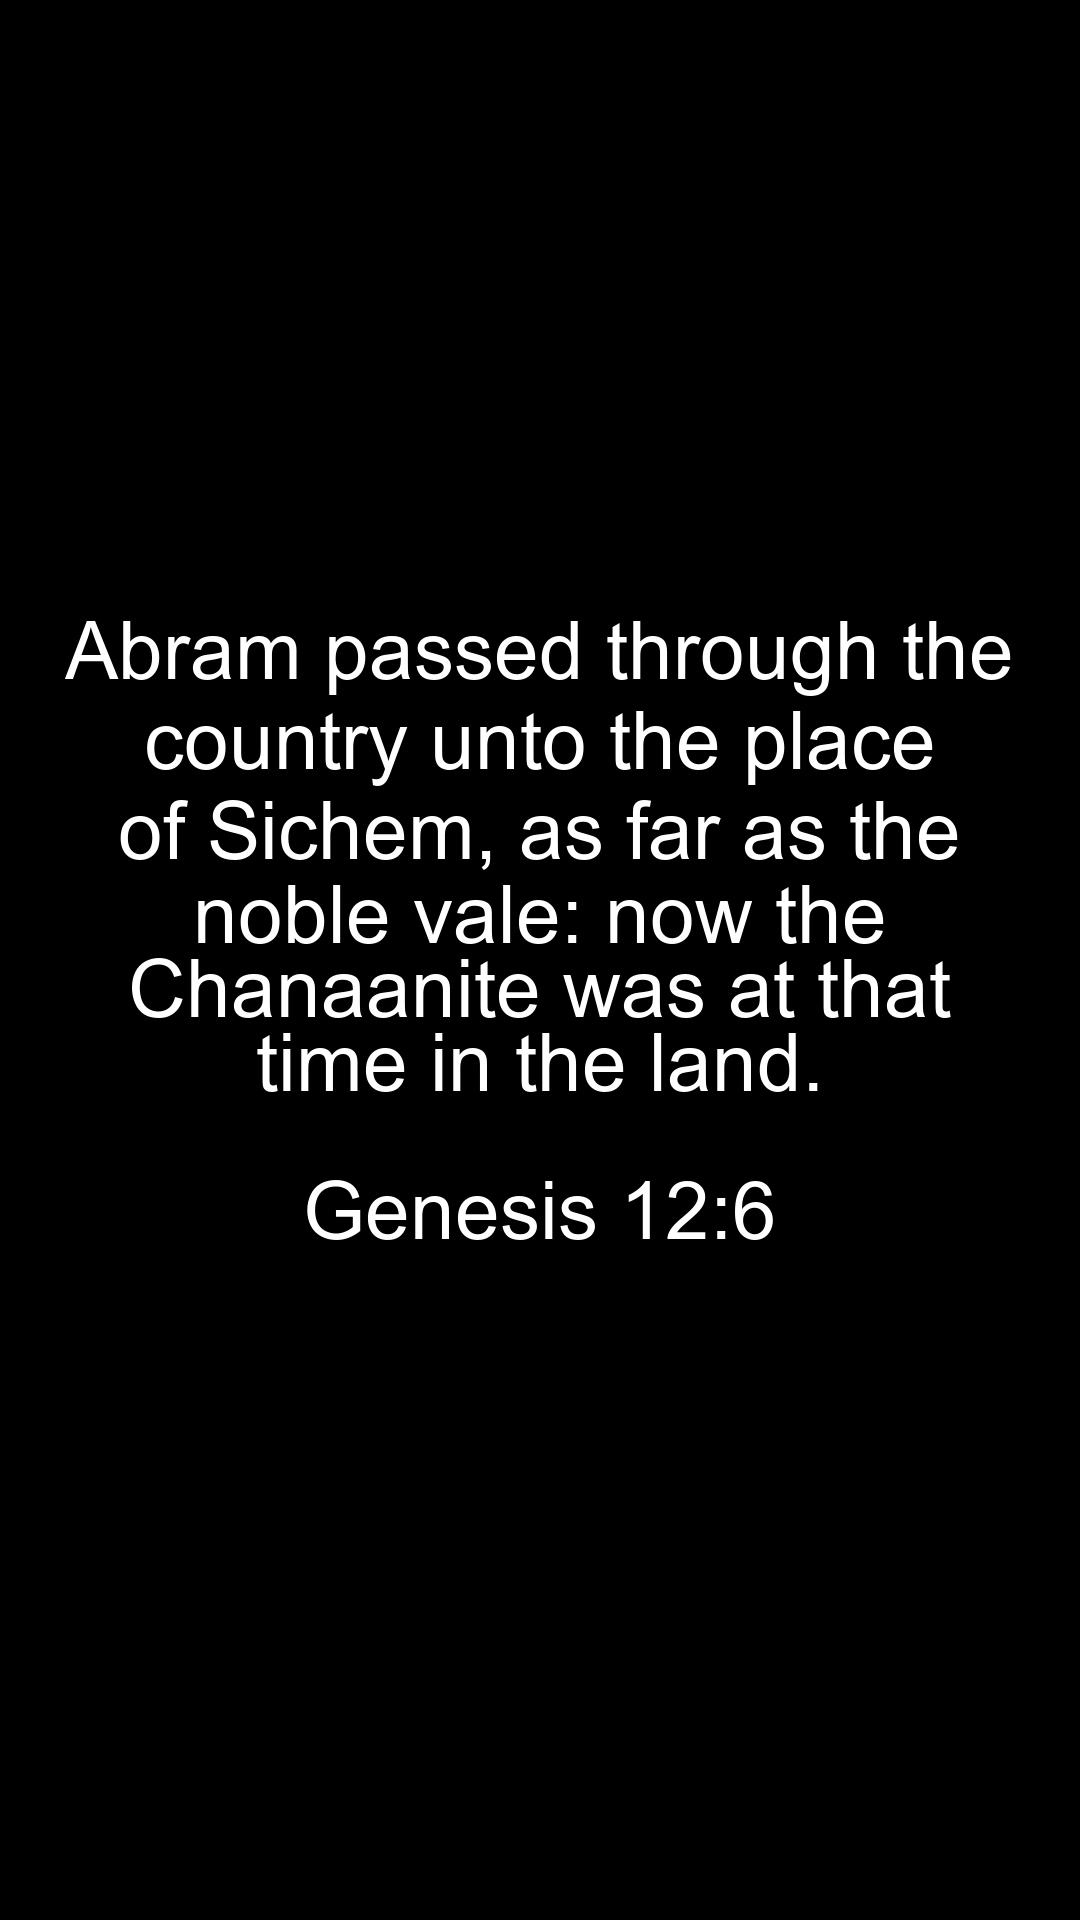 Abram passed through the
country unto the place
of Sichem, as far as the
noble vale: now the
Chanaanite was at that
time in the land.
Genesis 12:6